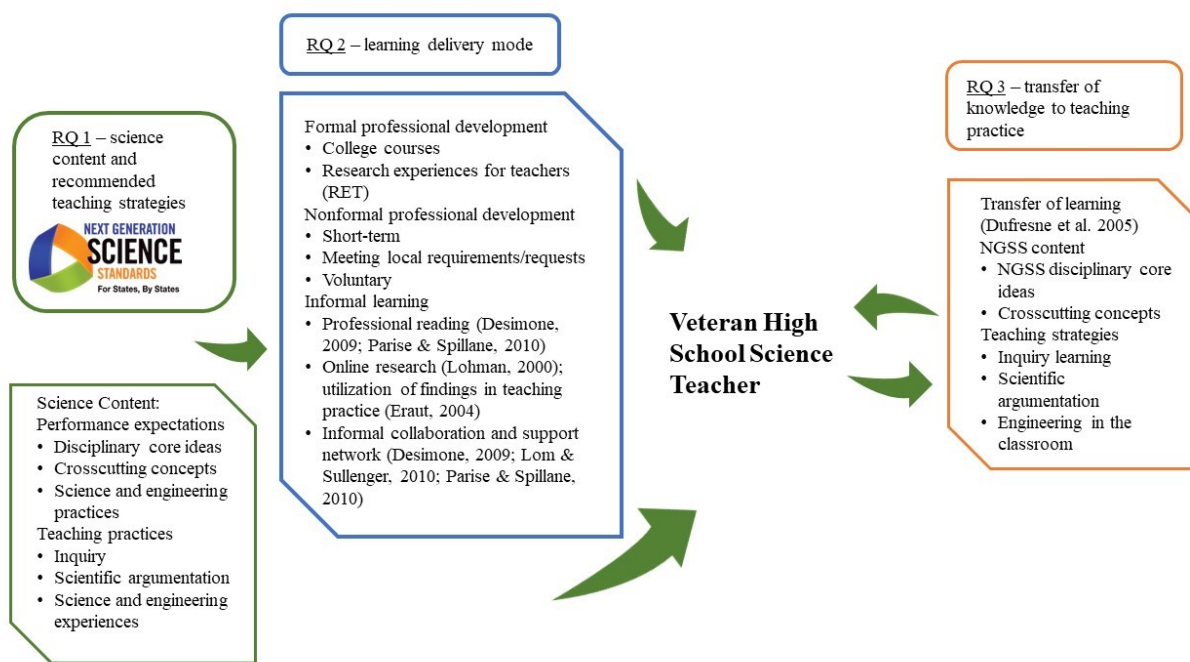 RQ 1 – science
content and
recommended
teaching strategies
NEXT GENERATION
SCIENCE
STANDARDS
For States, By States
Science Content:
Performance expectations
• Disciplinary core ideas
• Crosscutting concepts
• Science and engineering
practices
Teaching practices
• Inquiry
• Scientific argumentation
• Science and engineering
experiences
RQ 2 – learning delivery mode
Formal professional development
• College courses
• Research experiences for teachers
(RET)
Nonformal professional development
• Short-term
• Meeting local requirements/requests
• Voluntary
Informal learning
• Professional reading (Desimone,
2009; Parise & Spillane, 2010)
• Online research (Lohman, 2000);
utilization of findings in teaching
practice (Eraut, 2004)
• Informal collaboration and support
network (Desimone, 2009; Lom &
Sullenger, 2010; Parise & Spillane,
2010)
Veteran High
School Science
Teacher
RQ 3 – transfer of
knowledge to teaching
practice
Transfer of learning
(Dufresne et al. 2005)
NGSS content
• NGSS disciplinary core
ideas
• Crosscutting concepts
Teaching strategies
• Inquiry learning
• Scientific
argumentation
• Engineering in the
classroom